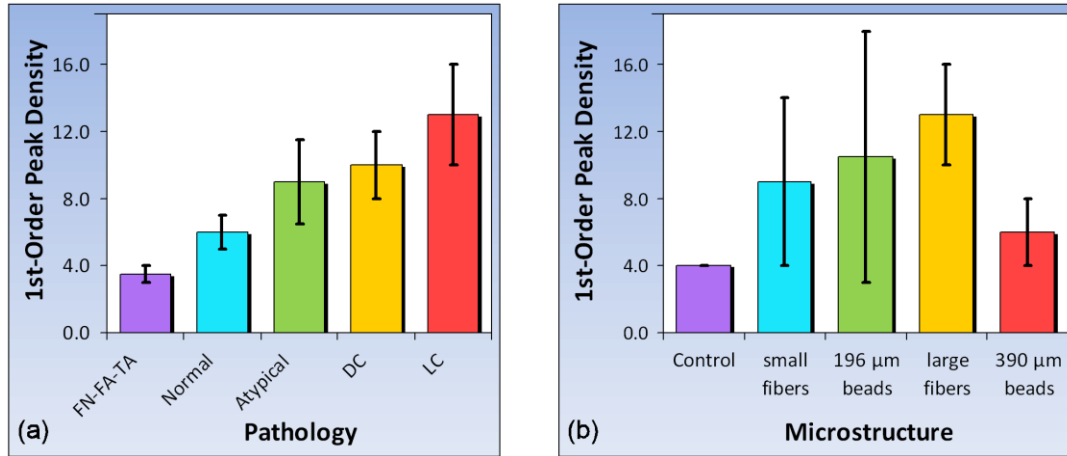 1st-Order Peak Density
16.0
12.0
8.0
4.0
0.0
FN-FA-TA
Normal
Atypical
DC
LC
(a)
Pathology
1st-Order Peak Density
16.0
12.0
8.0
4.0
0.0
Control
small
fibers
196 µm
beads
large
fibers
390 µm
beads
(b)
Microstructure